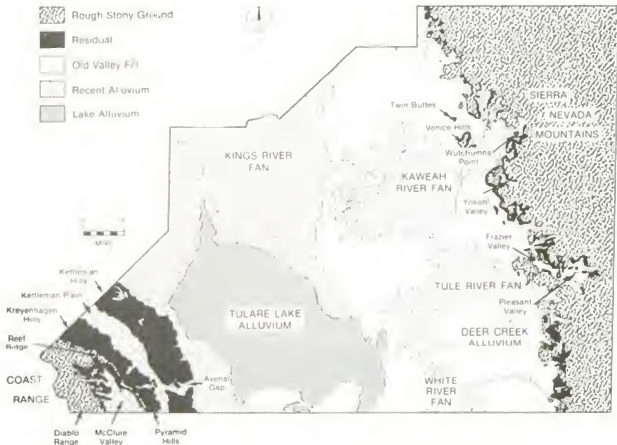 Rough Stony Ground
Residual
Old Valley Fill
Recent Alluvium
Lake Alluvium
SIERRA
NEVADA
MOUNTAINS
Twin Buttes
Venice Hills
Wutchumna
Point
KINGS RIVER
FAN
KAWEAH
RIVER FAN
Yokohl
Valley
Frazier
Valley
Kettleman
Hills
Kettleman Plain
Kreyenhagen
Hills
TULE RIVER FAN
Pleasant
Valley
TULARE LAKE
ALLUVIUM
DEER CREEK
ALLUVIUM
Reef
Ridge
COAST
RANGE
Avenal
Gap
WHITE
RIVER
FAN
Diablo
Range
McClure
Valley
Pyramid
Hills